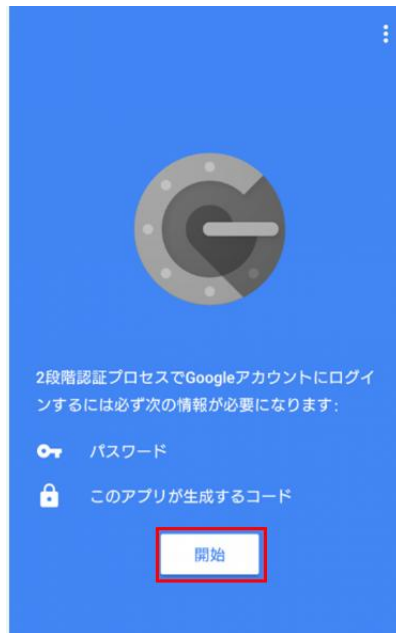 2段階認証プロセスでGoogleアカウントにログイ
ンするには必ず次の情報が必要になります:
パスワード
このアプリが生成するコード
開始